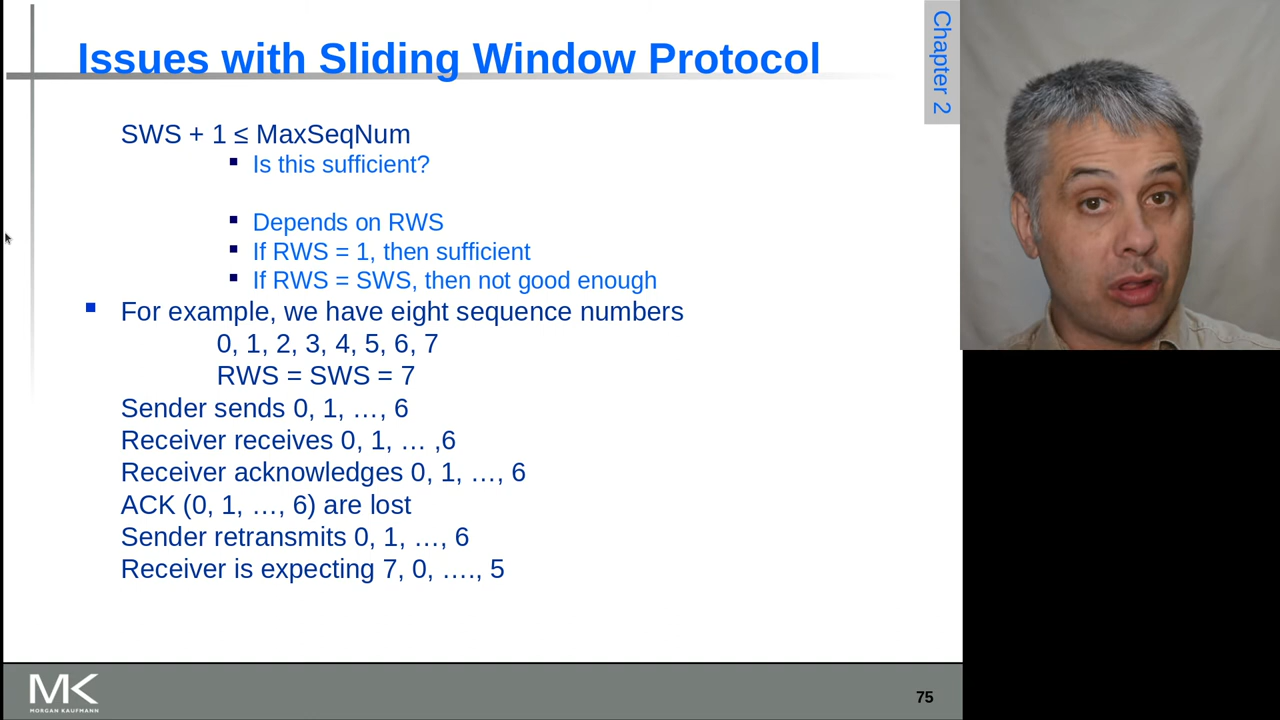 Issues with Sliding Window Protocol
Chapter 2
SWS + 1 ≤ MaxSeqNum
Is this sufficient?
Depends on RWS
If RWS = 1, then sufficient
If RWS = SWS, then not good enough
For example, we have eight sequence numbers
0, 1, 2, 3, 4, 5, 6, 7
RWS = SWS = 7
Sender sends 0, 1, …, 6
Receiver receives 0, 1, … ,6
Receiver acknowledges 0, 1, …, 6
ACK (0, 1, …, 6) are lost
Sender retransmits 0, 1, …, 6
Receiver is expecting 7, 0, …., 5
MK
MORGAN KAUFMANN
75